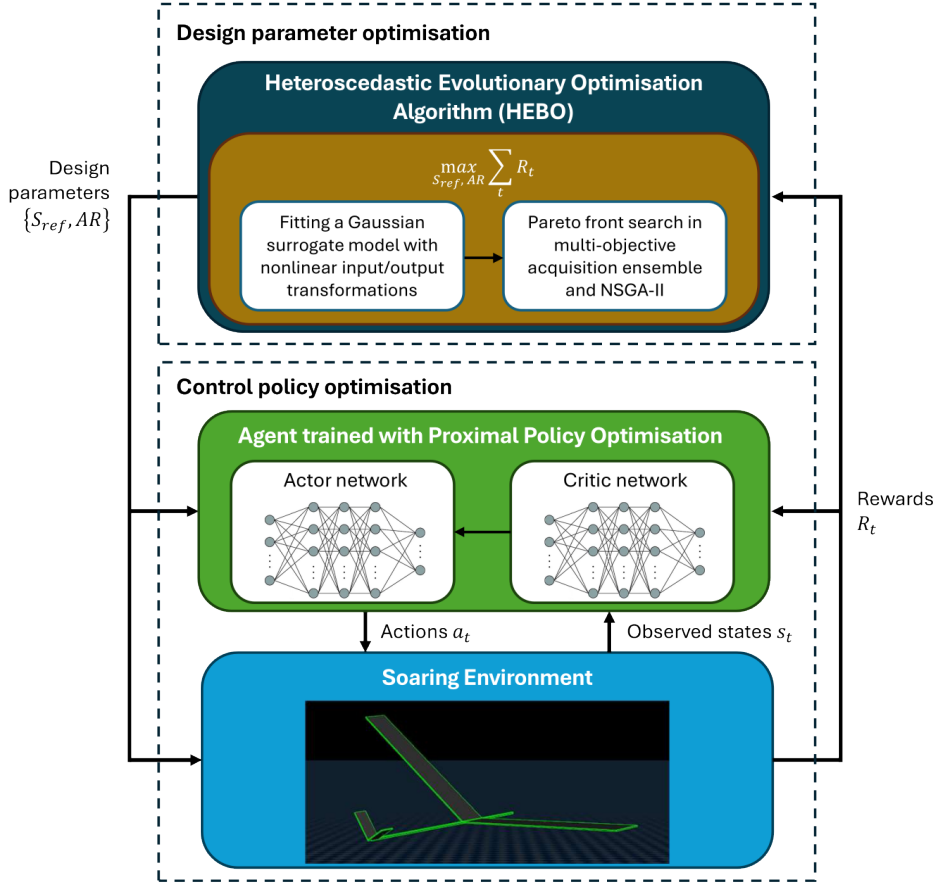 Design parameter optimisation
Heteroscedastic Evolutionary Optimisation
Algorithm (HEBO)
max ∑ R_t
S_ref, AR t
Fitting a Gaussian
surrogate model with
nonlinear input/output
transformations
Pareto front search in
multi-objective
acquisition ensemble
and NSGA-II
Design
parameters
{S_ref, AR}
Control policy optimisation
Agent trained with Proximal Policy Optimisation
Actor network
Critic network
Rewards
R_t
Actions a_t
Observed states s_t
Soaring Environment